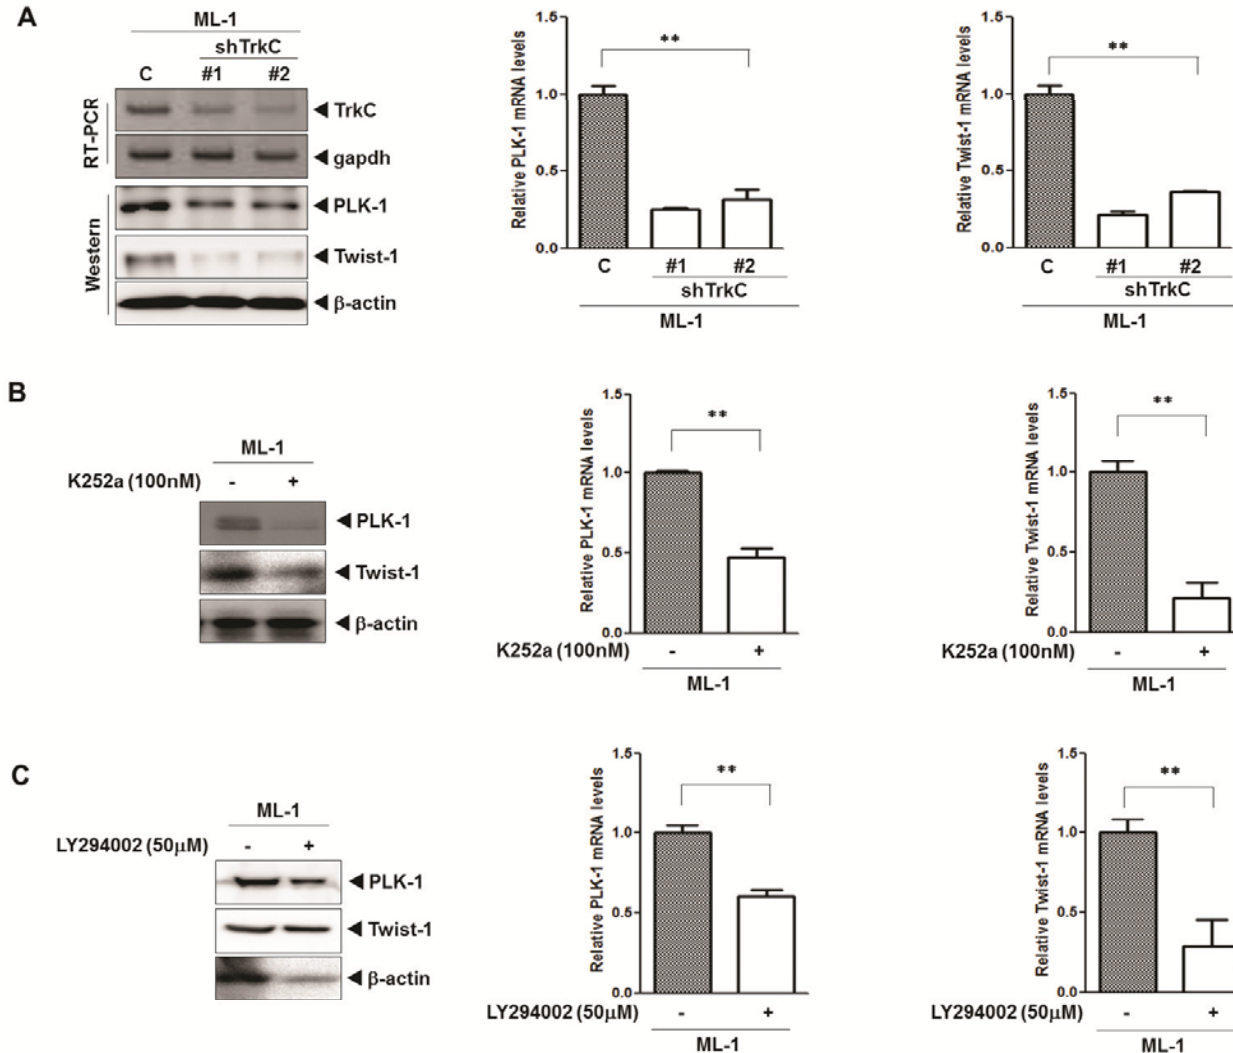 A
ML-1
shTrkC
C #1 #2
RT-PCR
TrkC
gapdh
Western
PLK-1
Twist-1
β-actin
Relative PLK-1 mRNA levels
1.5
1.0
0.5
0.0
**
C #1 #2
shTrkC
ML-1
Relative Twist-1 mRNA levels
1.5
1.0
0.5
0.0
**
C #1 #2
shTrkC
ML-1
B
ML-1
K252a (100nM) - +
PLK-1
Twist-1
β-actin
Relative PLK-1 mRNA levels
1.5
1.0
0.5
0.0
**
K252a (100nM) - +
ML-1
Relative Twist-1 mRNA levels
1.5
1.0
0.5
0.0
**
K252a (100nM) - +
ML-1
C
ML-1
LY294002 (50μM) - +
PLK-1
Twist-1
β-actin
Relative PLK-1 mRNA levels
1.5
1.0
0.5
0.0
**
LY294002 (50μM) - +
ML-1
Relative Twist-1 mRNA levels
1.5
1.0
0.5
0.0
**
LY294002 (50μM) - +
ML-1